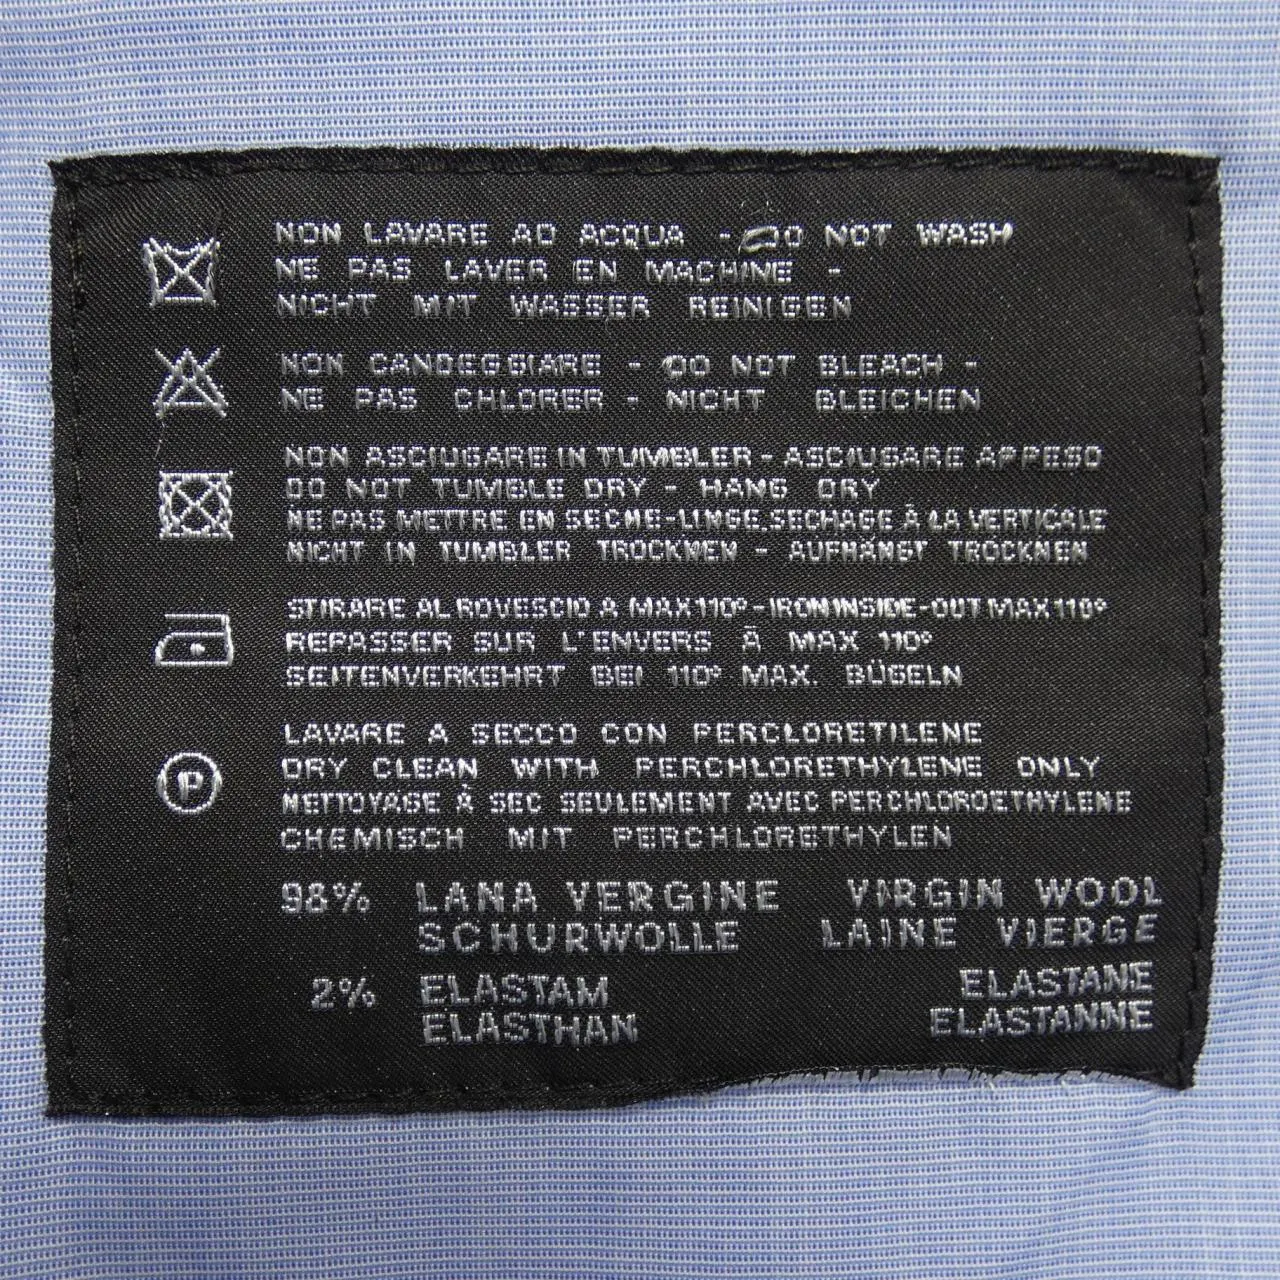 NON LAVARE AD ACQUA - DO NOT WASH
NE PAS LAVER EN MACHINE -
NICHT MIT WASSER REINIGEN
NON CANDEGGIARE - DO NOT BLEACH -
NE PAS CHLORER - NICHT BLEICHEN
NON ASCIUGARE IN TUMBLER - ASCIUGARE APPESO
DO NOT TUMBLE DRY - HANG DRY
NE PAS METTRE EN SECHE-LINGE, SECHAGE À LA VERTICALE
NICHT IN TUMBLER TROCKNEN - AUFHÄNGT TROCKNEN
STIRARE AL ROVESCIO A MAX 110° - IRON INSIDE-OUT MAX 110°
REPASSER SUR L'ENVERS À MAX 110°
SEITENVERKEHRT BEI 110° MAX. BÜGELN
P
LAVARE A SECCO CON PERCLORETILENE
DRY CLEAN WITH PERCHLORETHYLENE ONLY
NETTOYAGE À SEC SEULEMENT AVEC PERCHLOROETHYLENE
CHEMISCH MIT PERCHLORETHYLEN
98% LANA VERGINE VIRGIN WOOL
SCHURWOLLE LAINE VIERGE
2% ELASTAM ELASTANE
ELASTHAN ELASTANNE